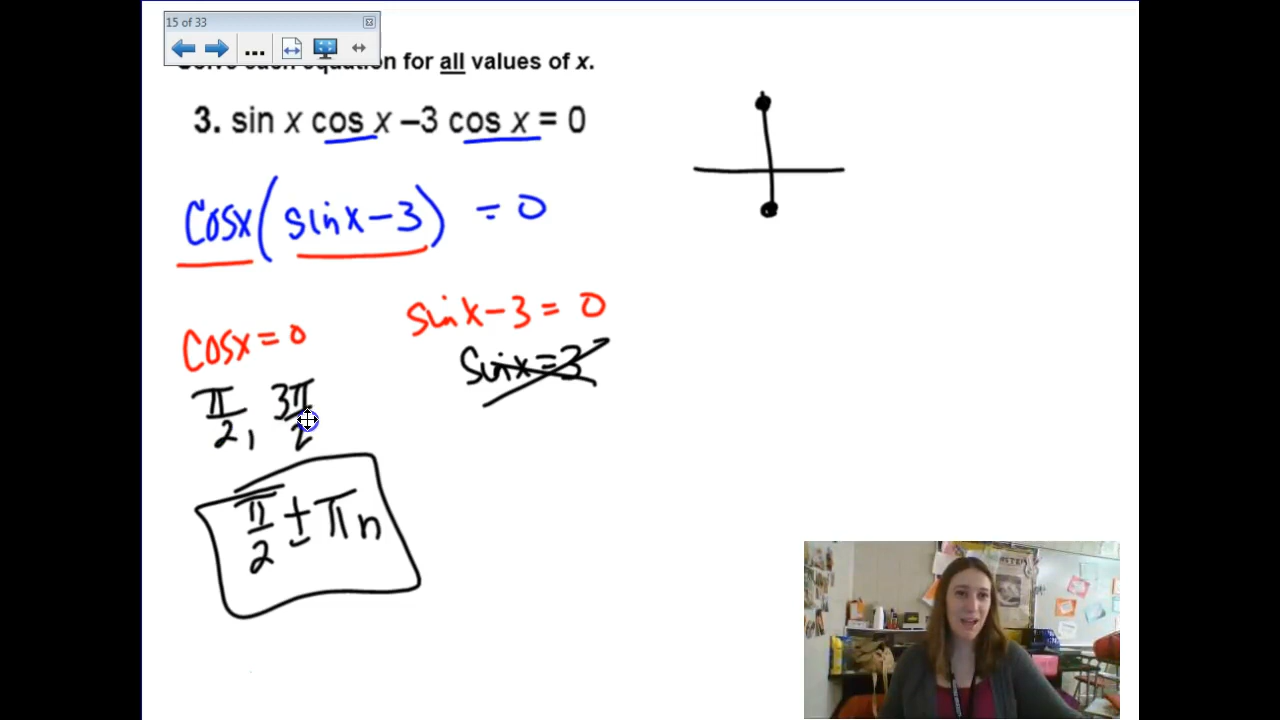 15 of 33
Solve each equation for all values of x.
3. sin x cos x –3 cos x = 0
Cosx(sinx-3) = 0
sinx-3 = 0
Cosx = 0
sinx=3
π/2, 3π/2
π/2 ± πn